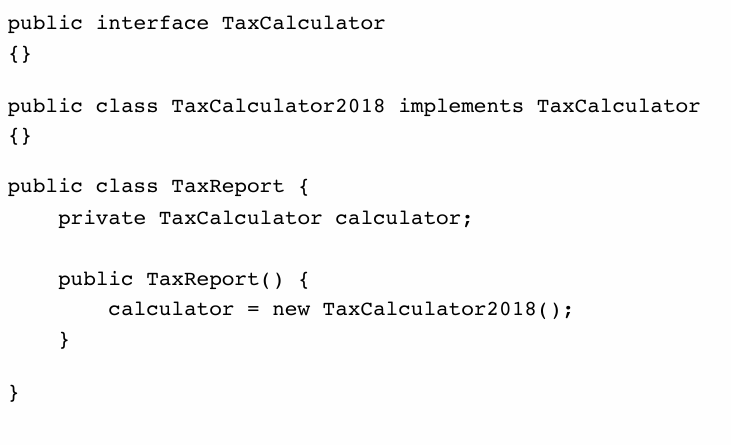 public interface TaxCalculator
{}
public class TaxCalculator2018 implements TaxCalculator
{}
public class TaxReport {
    private TaxCalculator calculator;
    public TaxReport() {
        calculator = new TaxCalculator2018();
    }
}